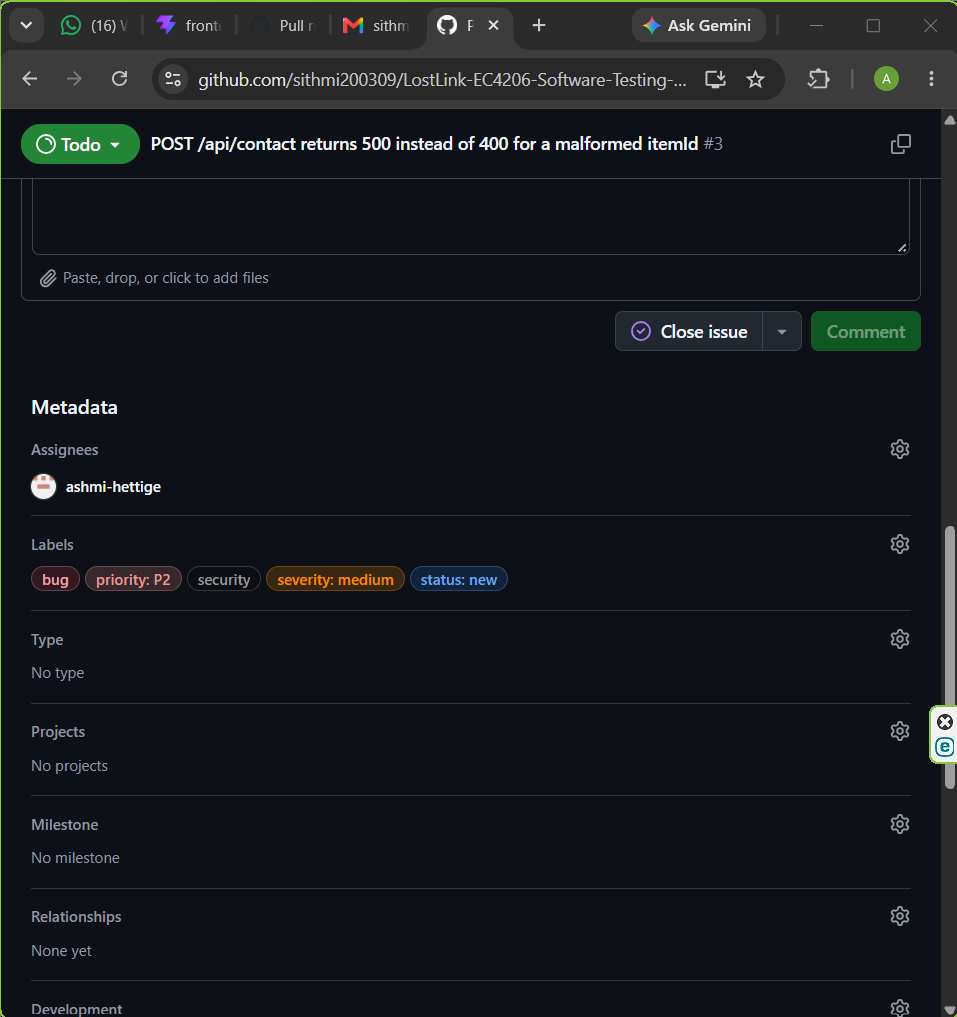 (16) V
front
Pull r
sithm
F
Ask Gemini
github.com/sithmi200309/LostLink-EC4206-Software-Testing-...
A
Todo
POST /api/contact returns 500 instead of 400 for a malformed itemId #3
Paste, drop, or click to add files
Close issue
Comment
Metadata
Assignees
ashmi-hettige
Labels
bug priority: P2 security severity: medium status: new
Type
No type
Projects
No projects
Milestone
No milestone
Relationships
None yet
Development